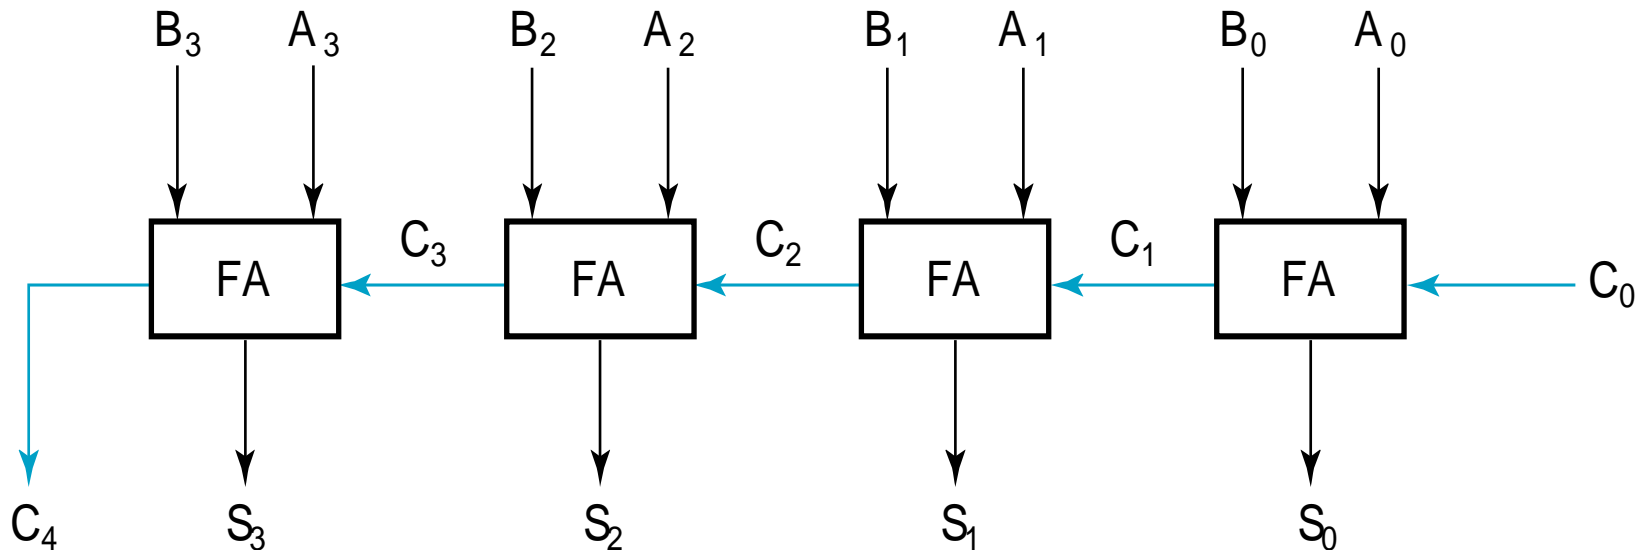 B₃ A₃ B₂ A₂ B₁ A₁ B₀ A₀
C₃ C₂ C₁
FA FA FA FA C₀
C₄ S₃ S₂ S₁ S₀